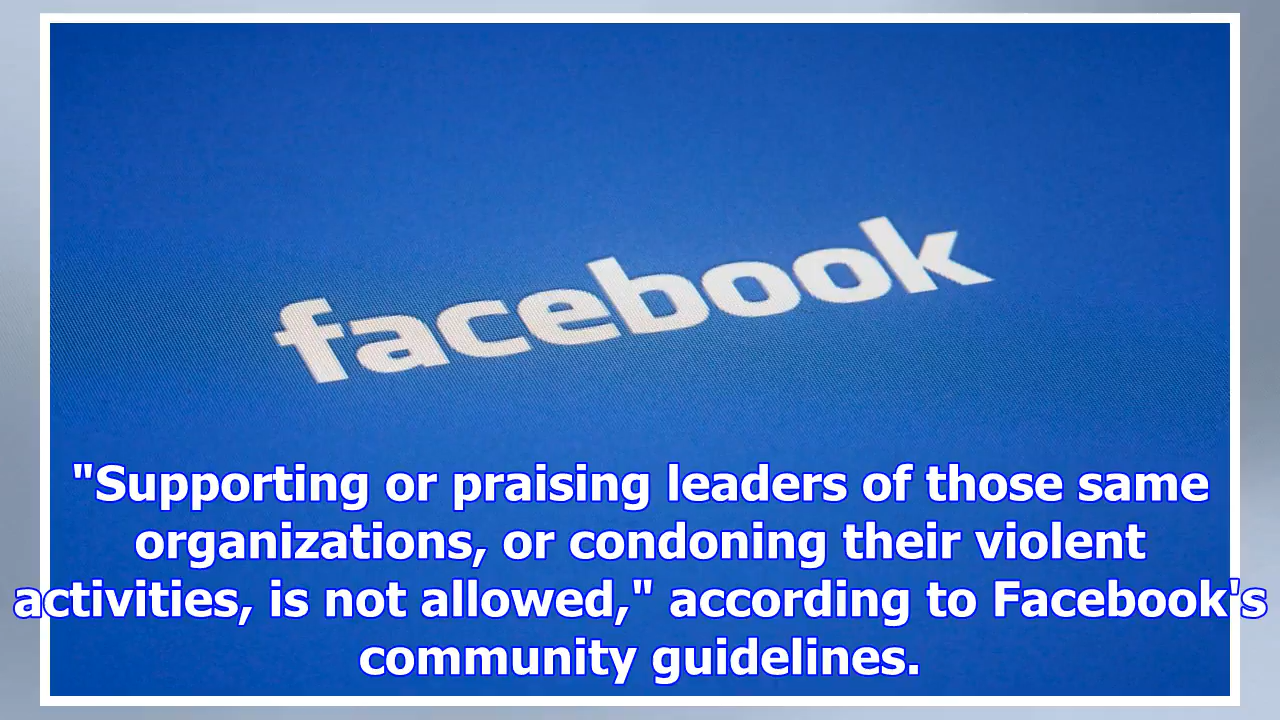 facebook
"Supporting or praising leaders of those same
organizations, or condoning their violent
activities, is not allowed," according to Facebook's
community guidelines.